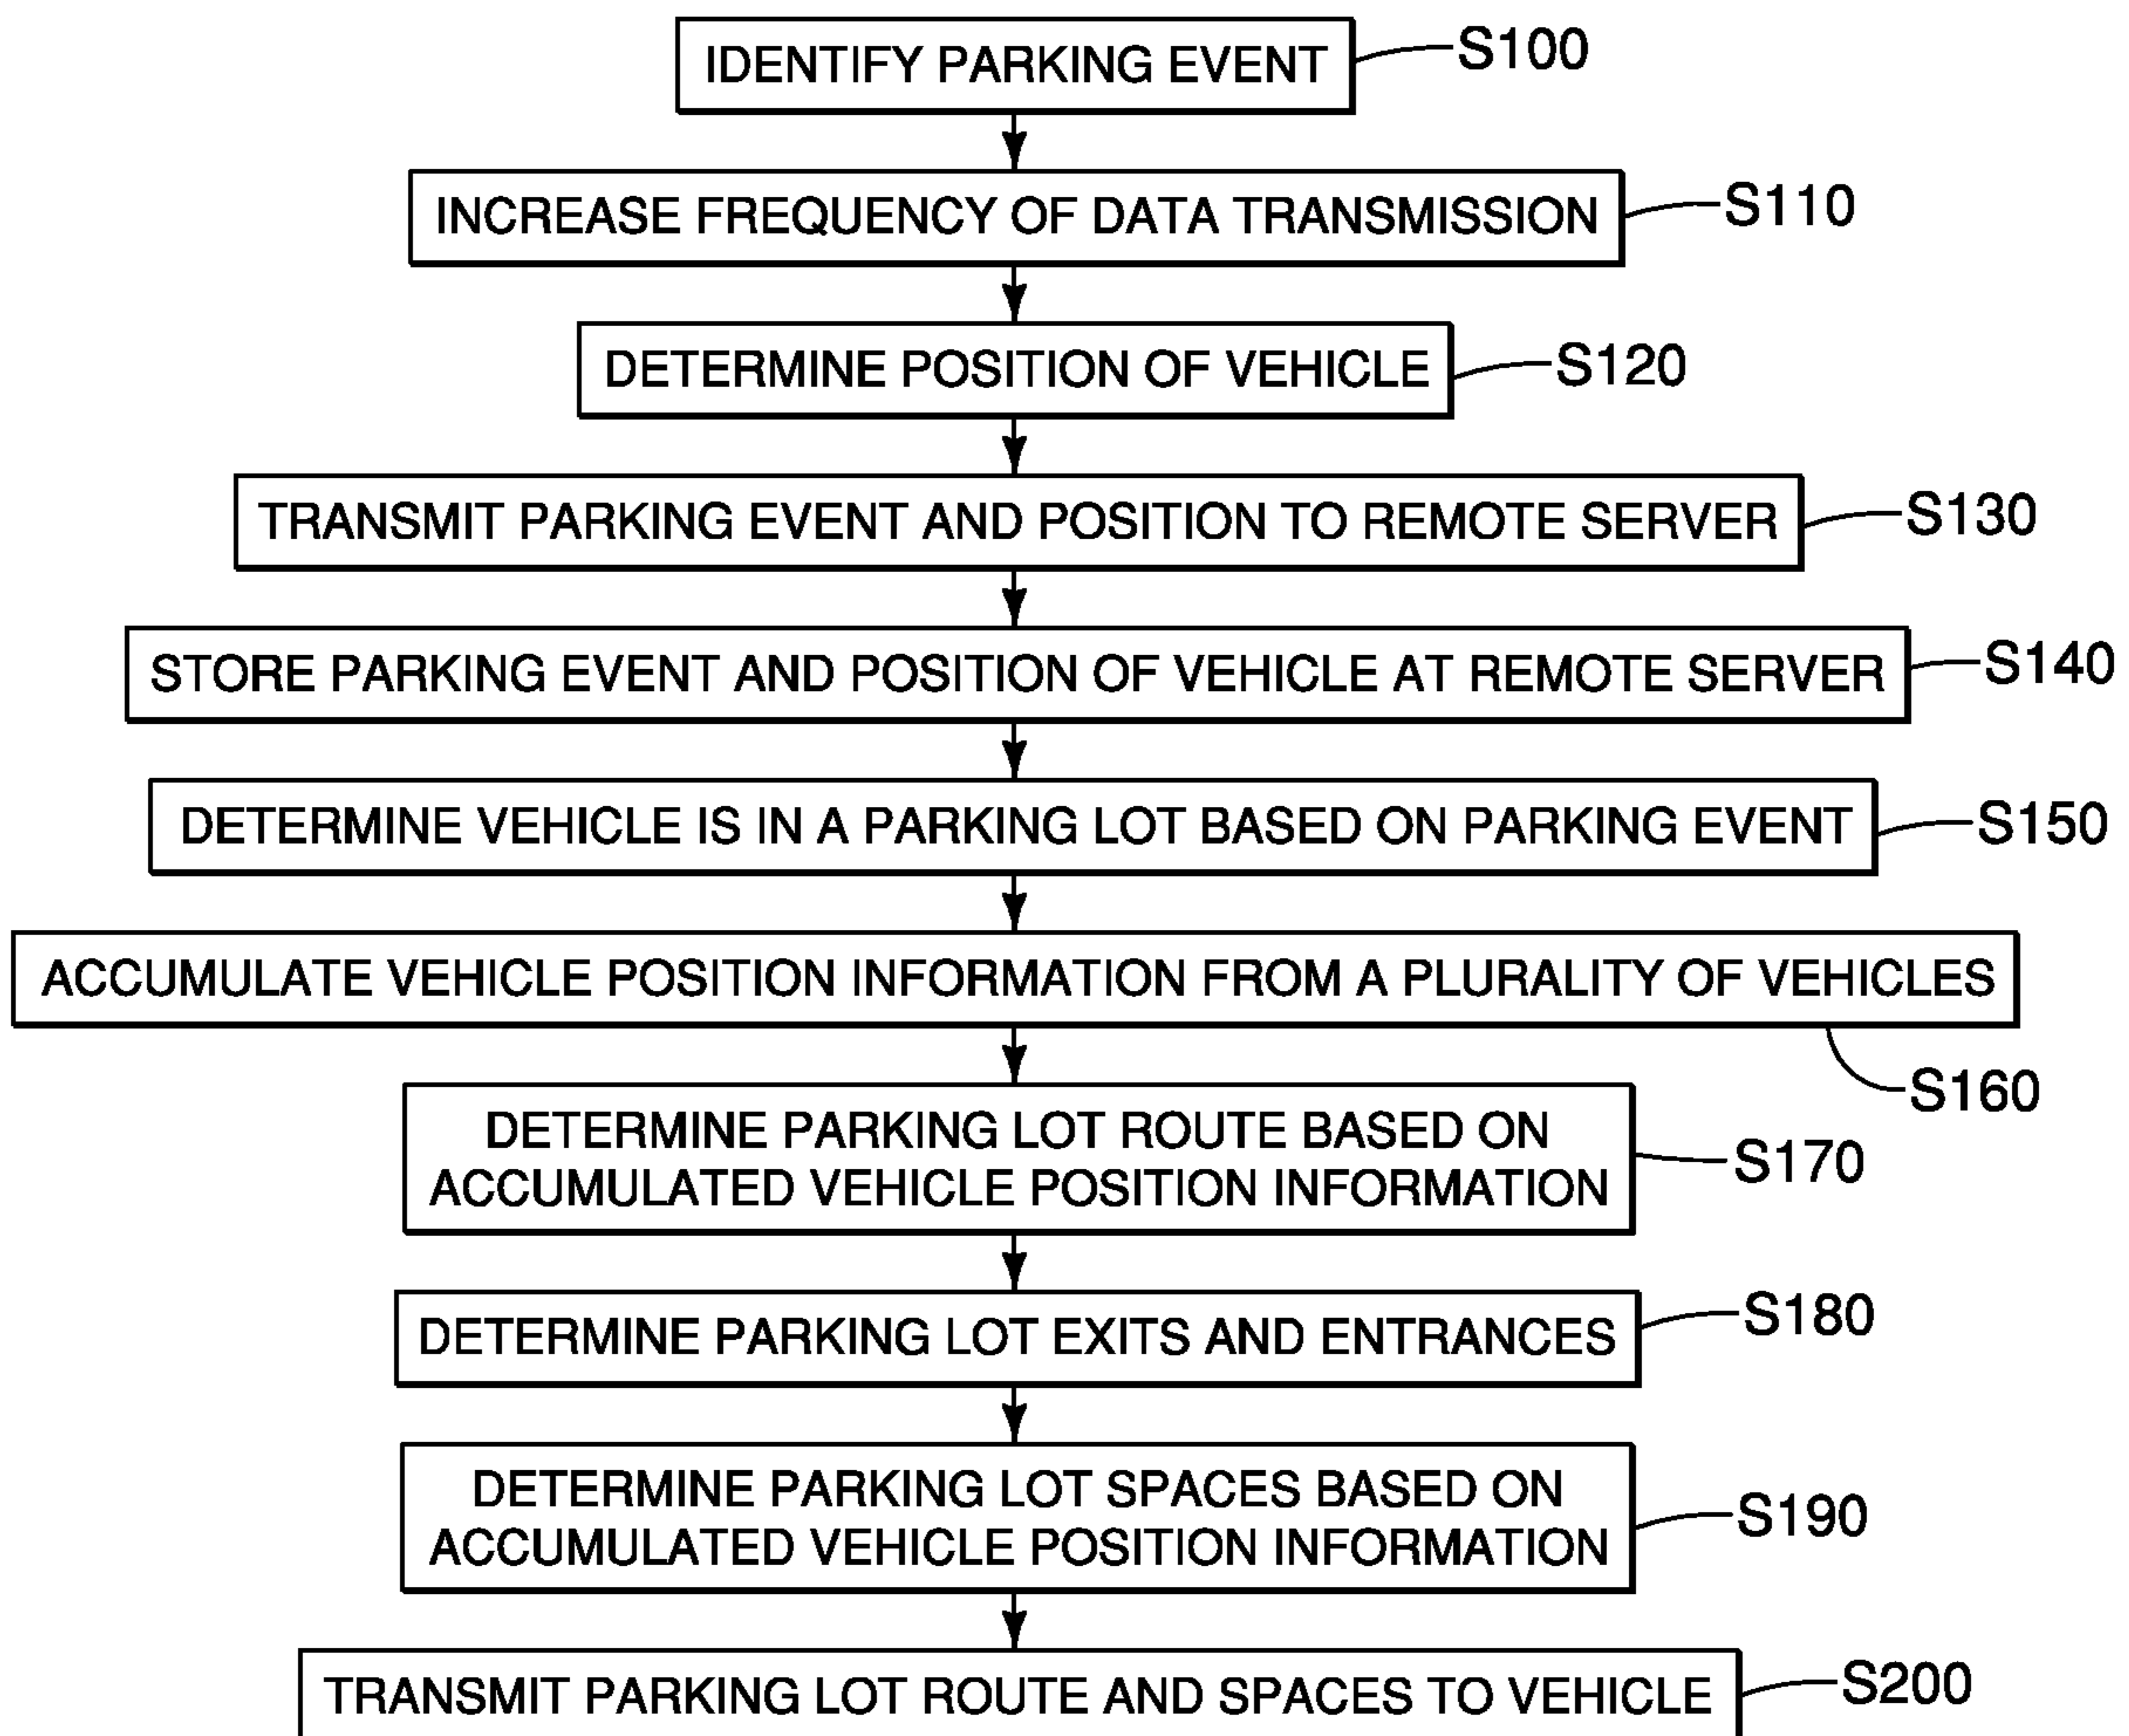 IDENTIFY PARKING EVENT
S100
INCREASE FREQUENCY OF DATA TRANSMISSION
S110
DETERMINE POSITION OF VEHICLE
S120
TRANSMIT PARKING EVENT AND POSITION TO REMOTE SERVER
S130
STORE PARKING EVENT AND POSITION OF VEHICLE AT REMOTE SERVER
S140
DETERMINE VEHICLE IS IN A PARKING LOT BASED ON PARKING EVENT
S150
ACCUMULATE VEHICLE POSITION INFORMATION FROM A PLURALITY OF VEHICLES
S160
DETERMINE PARKING LOT ROUTE BASED ON
ACCUMULATED VEHICLE POSITION INFORMATION
S170
DETERMINE PARKING LOT EXITS AND ENTRANCES
S180
DETERMINE PARKING LOT SPACES BASED ON
ACCUMULATED VEHICLE POSITION INFORMATION
S190
TRANSMIT PARKING LOT ROUTE AND SPACES TO VEHICLE
S200